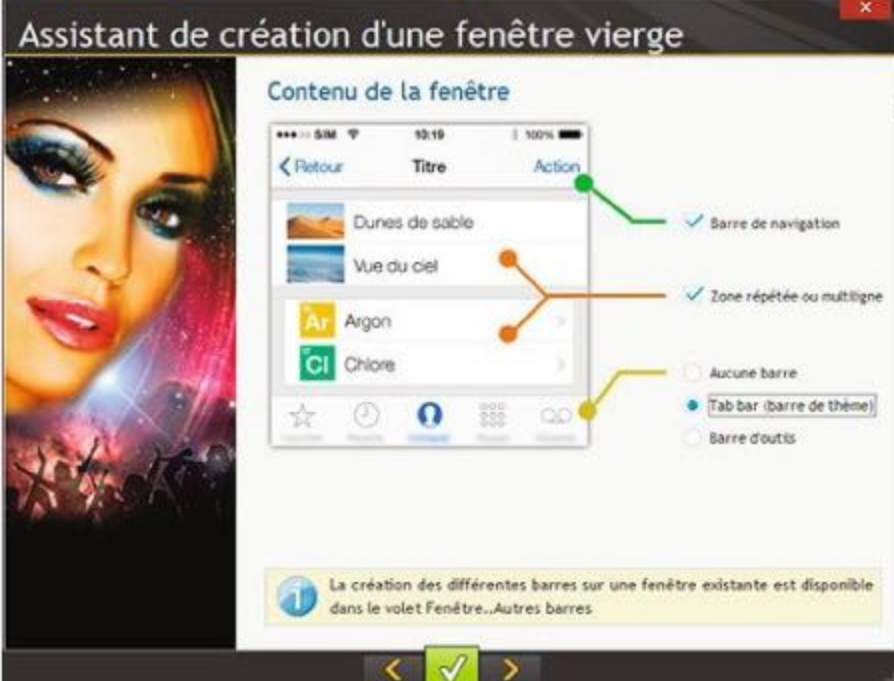 Assistant de création d'une fenêtre vierge
Contenu de la fenêtre
SIM 10:19 100%
Retour Titre Action
Dunes de sable
Vue du ciel
Ar Argon
Cl Chlore
Barre de navigation
Zone répétée ou multiligne
Aucune barre
Tab bar (barre de thème)
Barre d'outils
La création des différentes barres sur une fenêtre existante est disponible
dans le volet Fenêtre..Autres barres